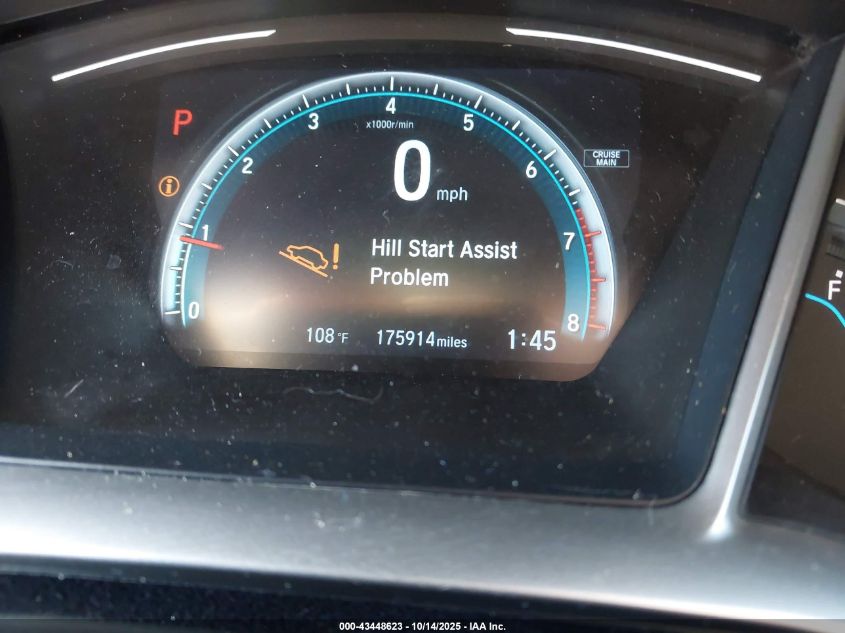 4
3
5
x1000r/min
P
2
6
0 mph
CRUISE
MAIN
i
1
7
Hill Start Assist
Problem
!
0
8
108°F 175914miles 1:45
F
000-43448623 - 10/14/2025 - IAA Inc.